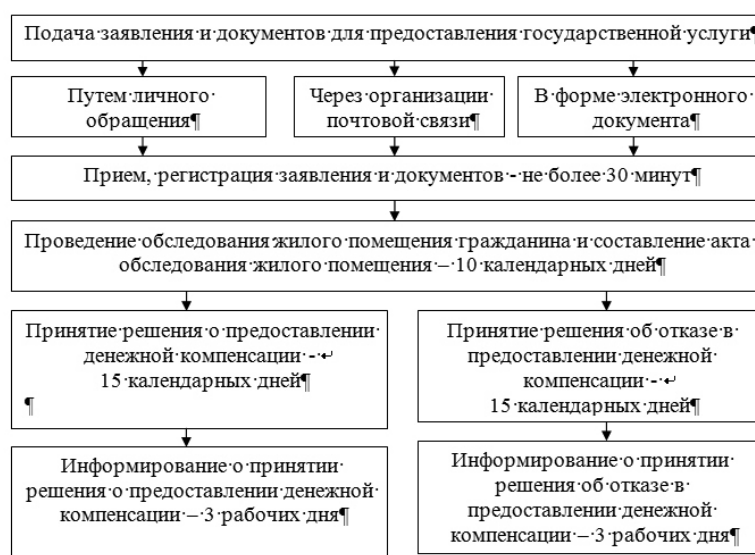 Подача заявления и документов для предоставления государственной услуги¶
Путем личного
обращения¶
Через организации
почтовой связи¶
В форме электронного
документа¶
Прием, регистрация заявления и документов - не более 30 минут¶
Проведение обследования жилого помещения гражданина и составление акта
обследования жилого помещения – 10 календарных дней¶
Принятие решения о предоставлении
денежной компенсации - ↵
15 календарных дней¶
¶
Принятие решения об отказе в
предоставлении денежной
компенсации - ↵
15 календарных дней¶
Информирование о принятии
решения о предоставлении денежной
компенсации – 3 рабочих дня¶
Информирование о принятии
решения об отказе в
предоставлении денежной
компенсации – 3 рабочих дня¶